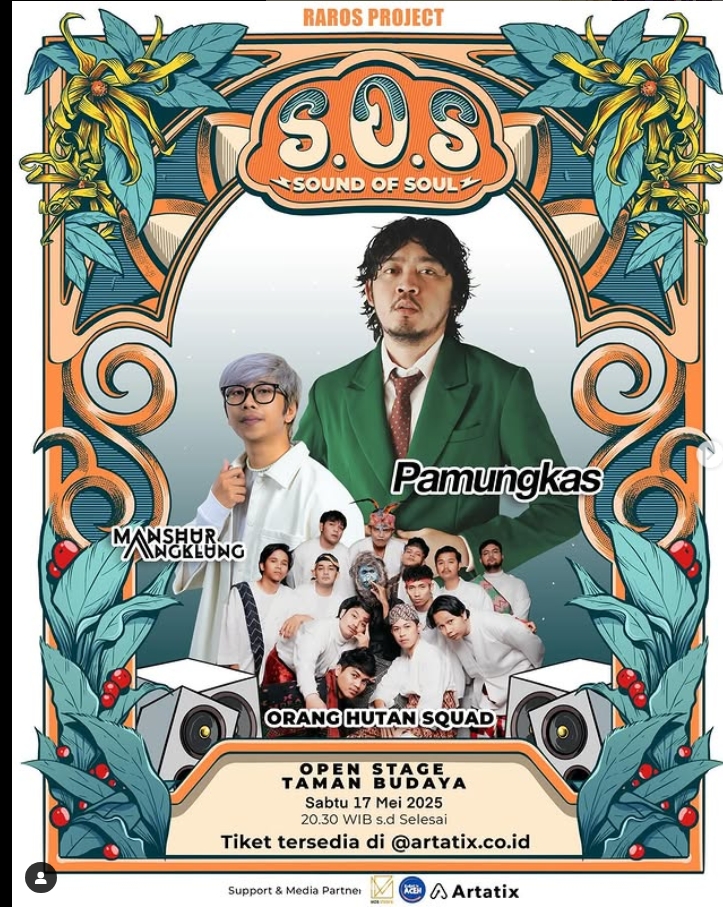 RAROS PROJECT
S.O.S
SOUND OF SOUL
Pamungkas
MANSHUR
ANGKLUNG
ORANG HUTAN SQUAD
OPEN STAGE
TAMAN BUDAYA
Sabtu 17 Mei 2025
20.30 WIB s.d Selesai
Tiket tersedia di @artatix.co.id
Support & Media Partner
Artatix